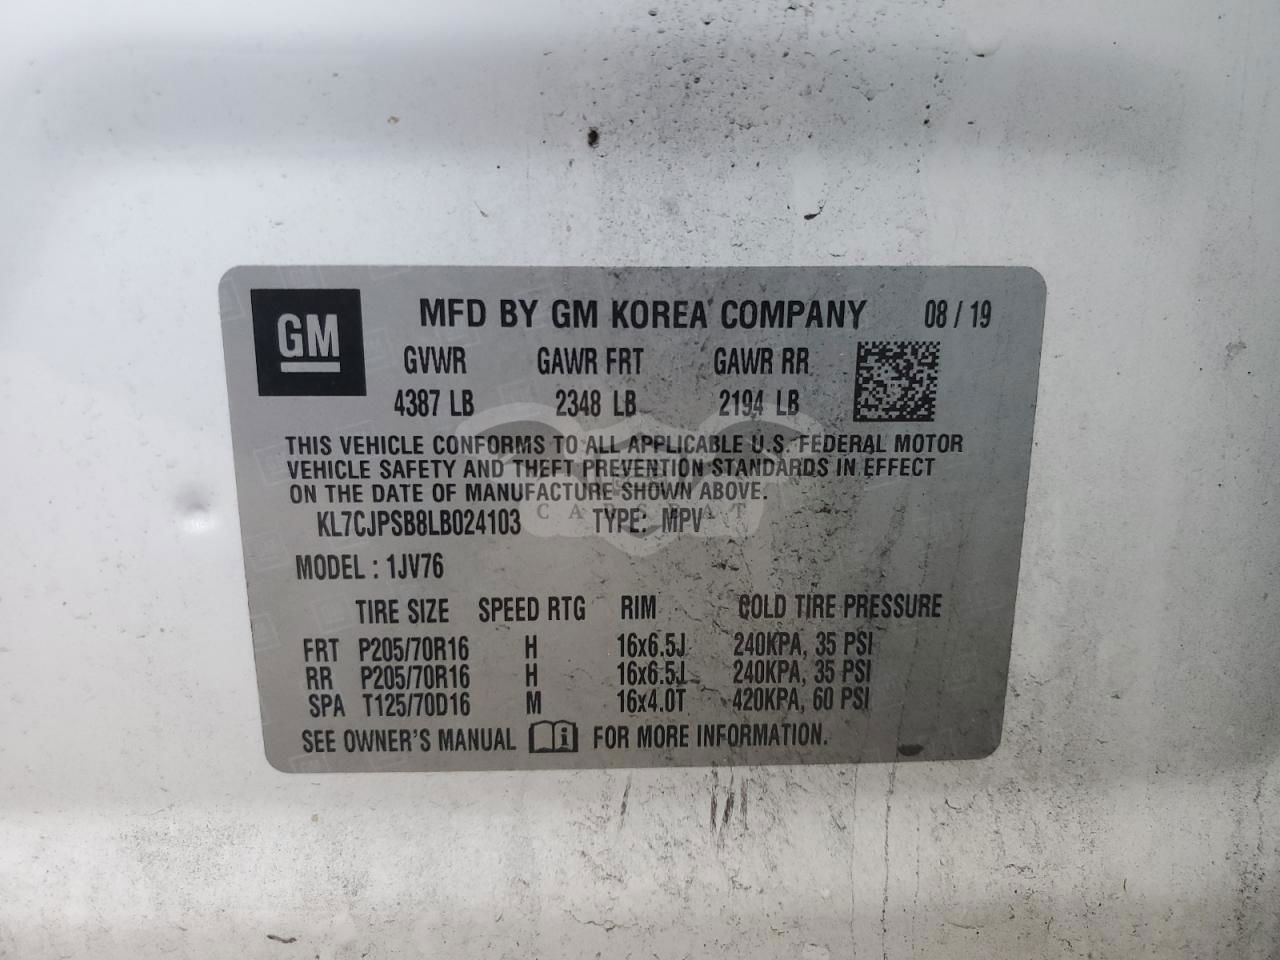 GM
MFD BY GM KOREA COMPANY 08 / 19
GVWR GAWR FRT GAWR RR
4387 LB 2348 LB 2194 LB
THIS VEHICLE CONFORMS TO ALL APPLICABLE U.S. FEDERAL MOTOR
VEHICLE SAFETY AND THEFT PREVENTION STANDARDS IN EFFECT
ON THE DATE OF MANUFACTURE SHOWN ABOVE.
KL7CJPSB8LB024103 TYPE: MPV
MODEL : 1JV76
TIRE SIZE SPEED RTG RIM COLD TIRE PRESSURE
FRT P205/70R16 H 16x6.5J 240KPA, 35 PSI
RR P205/70R16 H 16x6.5J 240KPA, 35 PSI
SPA T125/70D16 M 16x4.0T 420KPA, 60 PSI
SEE OWNER'S MANUAL i FOR MORE INFORMATION.